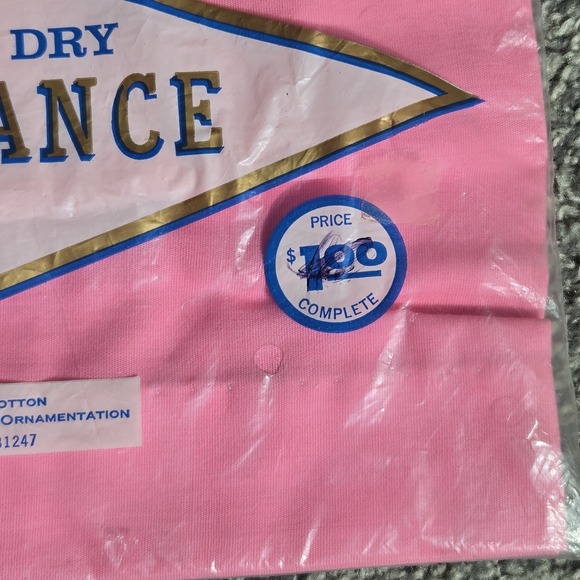 DRY
ANCE
PRICE
$1.00
COMPLETE
OTTON
ORNAMENTATION
31247